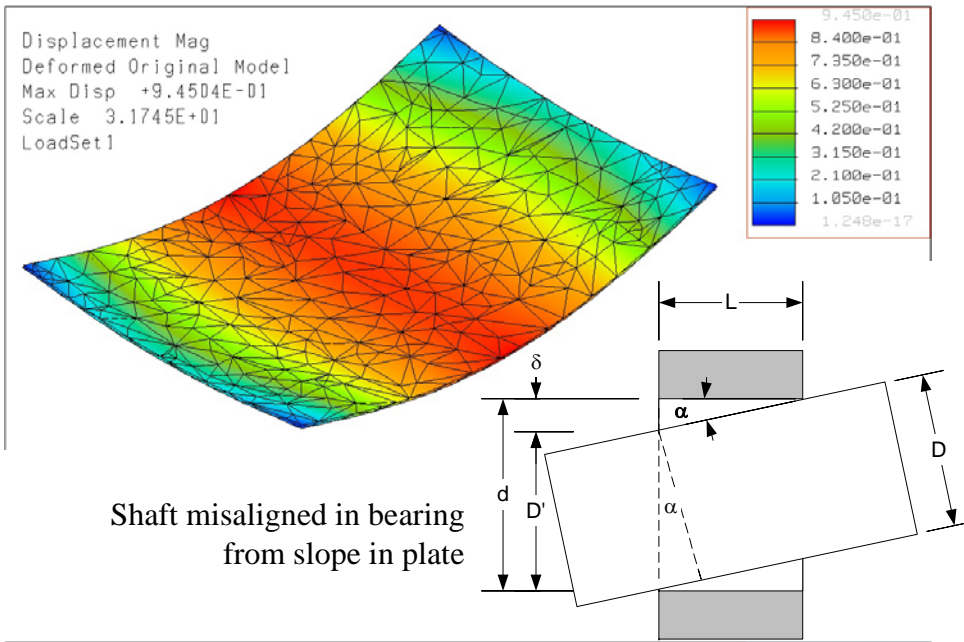 Displacement Mag
Deformed Original Model
Max Disp +9.4504E-01
Scale 3.1745E+01
LoadSet1
9.450e-01
8.400e-01
7.350e-01
6.300e-01
5.250e-01
4.200e-01
3.150e-01
2.100e-01
1.050e-01
1.248e-17
L
δ
α
D
d
D'
α
Shaft misaligned in bearing
from slope in plate